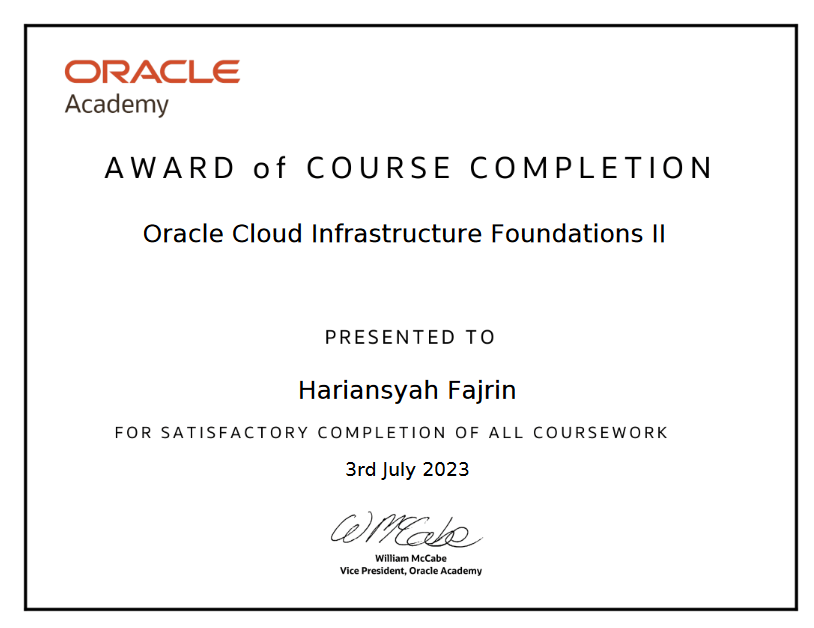 ORACLE
Academy
AWARD of COURSE COMPLETION
Oracle Cloud Infrastructure Foundations II
PRESENTED TO
Hariansyah Fajrin
FOR SATISFACTORY COMPLETION OF ALL COURSEWORK
3rd July 2023
WMcCabe
William McCabe
Vice President, Oracle Academy